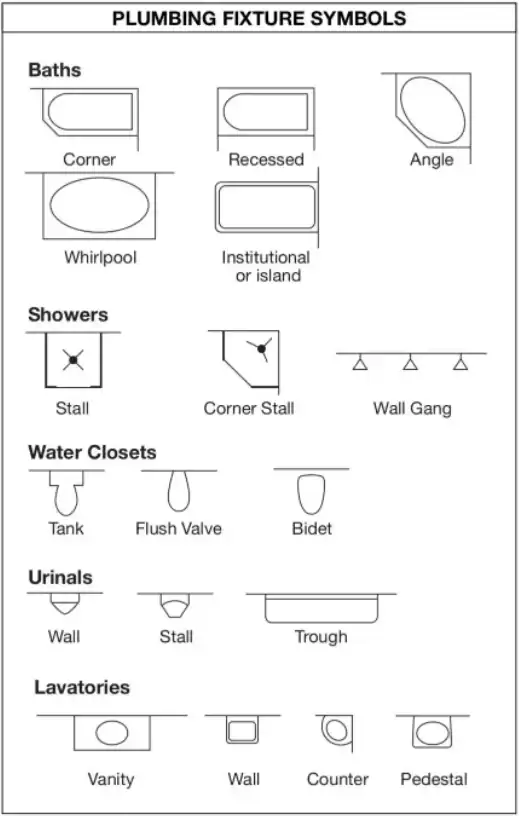 PLUMBING FIXTURE SYMBOLS
Baths
Corner
Recessed
Angle
Whirlpool
Institutional
or island
Showers
Stall
Corner Stall
Wall Gang
Water Closets
Tank
Flush Valve
Bidet
Urinals
Wall
Stall
Trough
Lavatories
Vanity
Wall
Counter
Pedestal